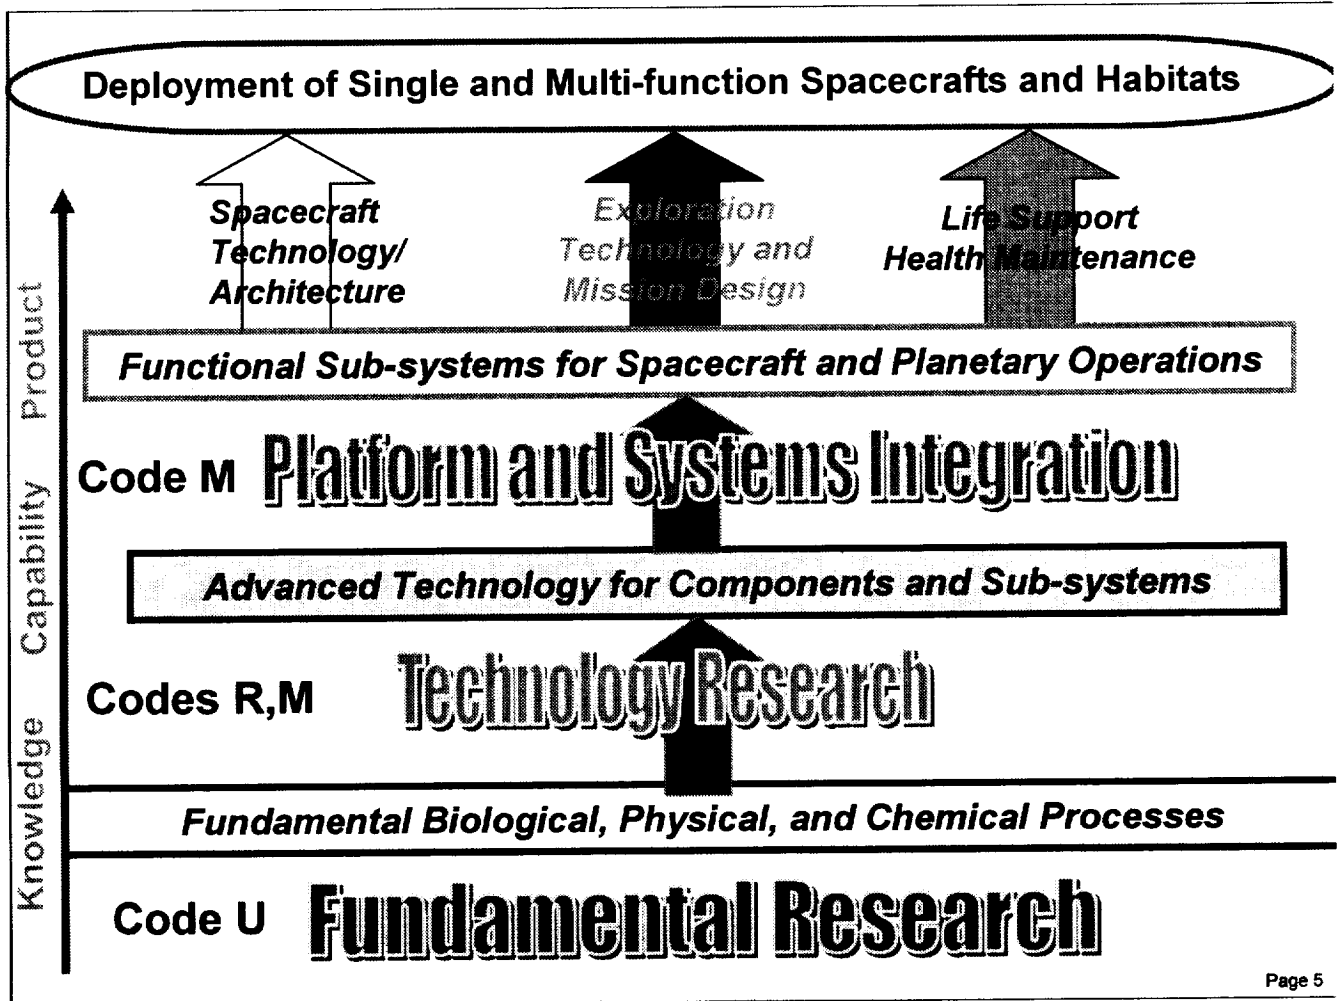 Deployment of Single and Multi-function Spacecrafts and Habitats
Spacecraft
Technology/
Architecture
Exploration
Technology and
Mission Design
Life Support
Health Maintenance
Functional Sub-systems for Spacecraft and Planetary Operations
Code M Platform and Systems Integration
Advanced Technology for Components and Sub-systems
Codes R,M Technology Research
Fundamental Biological, Physical, and Chemical Processes
Code U Fundamental Research
Knowledge Capability Product
Page 5